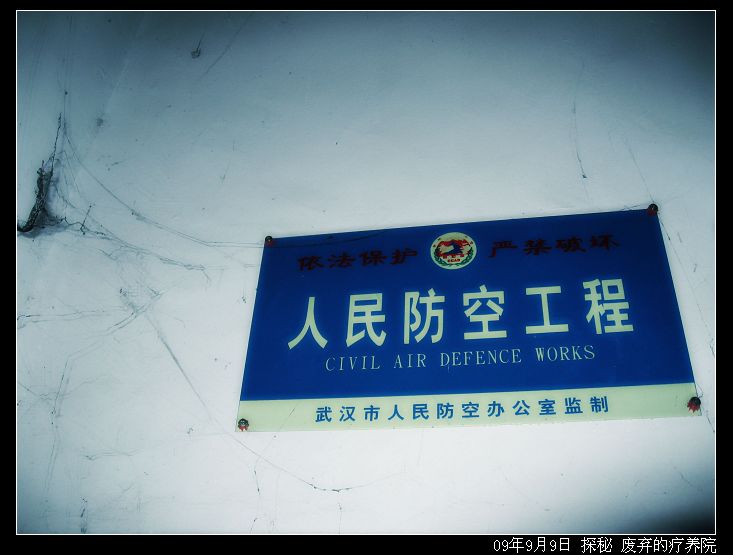 依法保护 严禁破坏
人民防空工程
CIVIL AIR DEFENCE WORKS
武汉市人民防空办公室监制
09年9月9日 探秘 废弃的疗养院